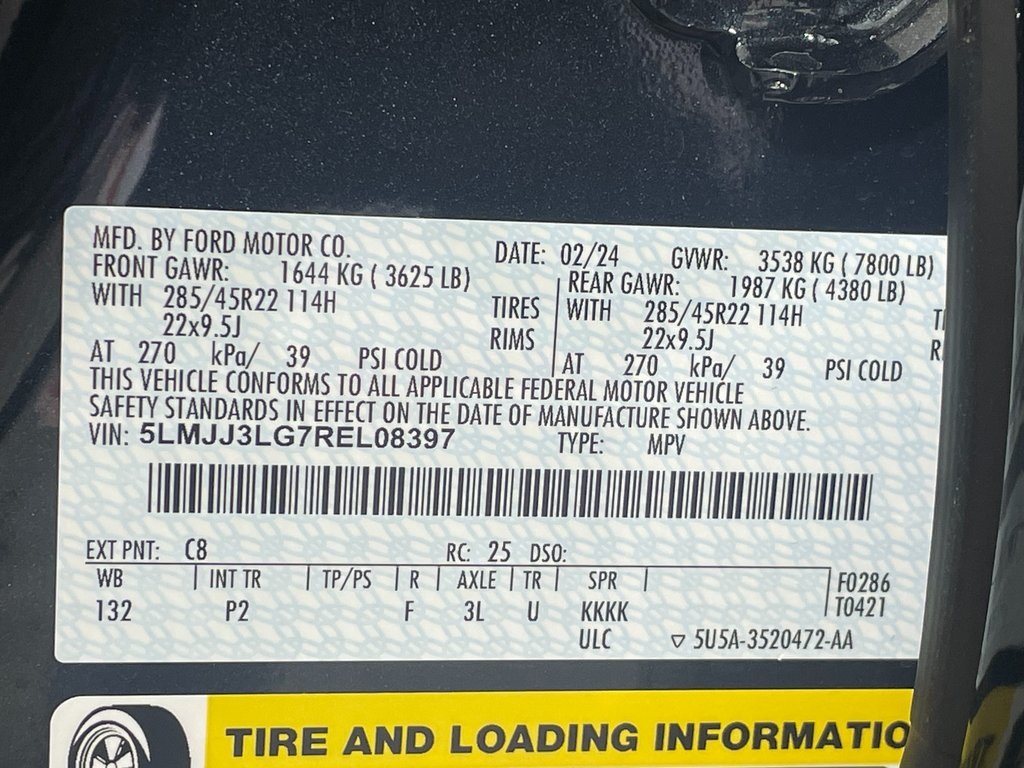 MFD. BY FORD MOTOR CO. DATE: 02/24 GVWR: 3538 KG ( 7800 LB)
FRONT GAWR: 1644 KG ( 3625 LB) REAR GAWR: 1987 KG ( 4380 LB)
WITH 285/45R22 114H TIRES WITH 285/45R22 114H
22x9.5J RIMS 22x9.5J
AT 270 kPa/ 39 PSI COLD AT 270 kPa/ 39 PSI COLD
THIS VEHICLE CONFORMS TO ALL APPLICABLE FEDERAL MOTOR VEHICLE
SAFETY STANDARDS IN EFFECT ON THE DATE OF MANUFACTURE SHOWN ABOVE.
VIN: 5LMJJ3LG7REL08397 TYPE: MPV
EXT PNT: C8 RC: 25 DSO:
WB INT TR TP/PS R AXLE TR SPR F0286
132 P2 F 3L U KKKK T0421
ULC ▽ 5U5A-3520472-AA
TIRE AND LOADING INFORMATIO